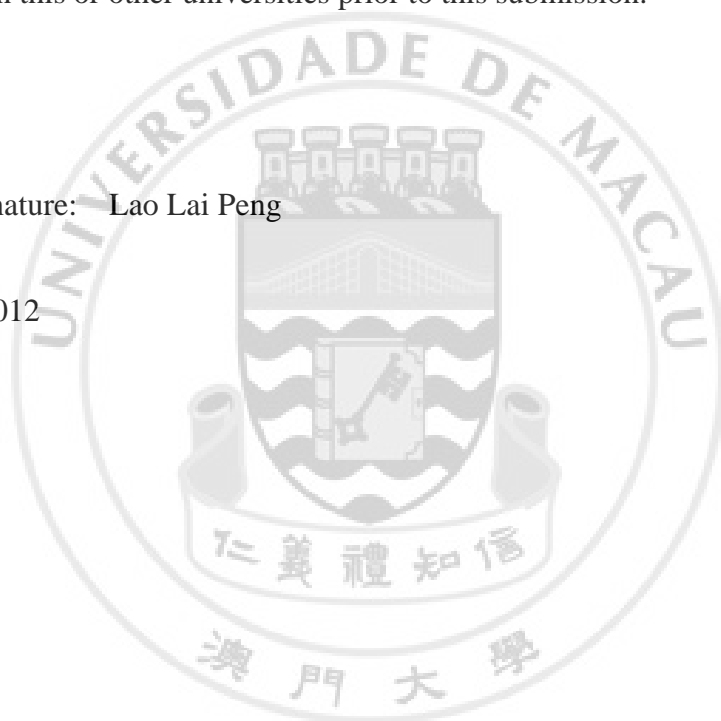 this or other universities prior to this submission.
nature: Lao Lai Peng
012
UNIVERSIDADE DE MACAU
仁義禮知信
澳門大學